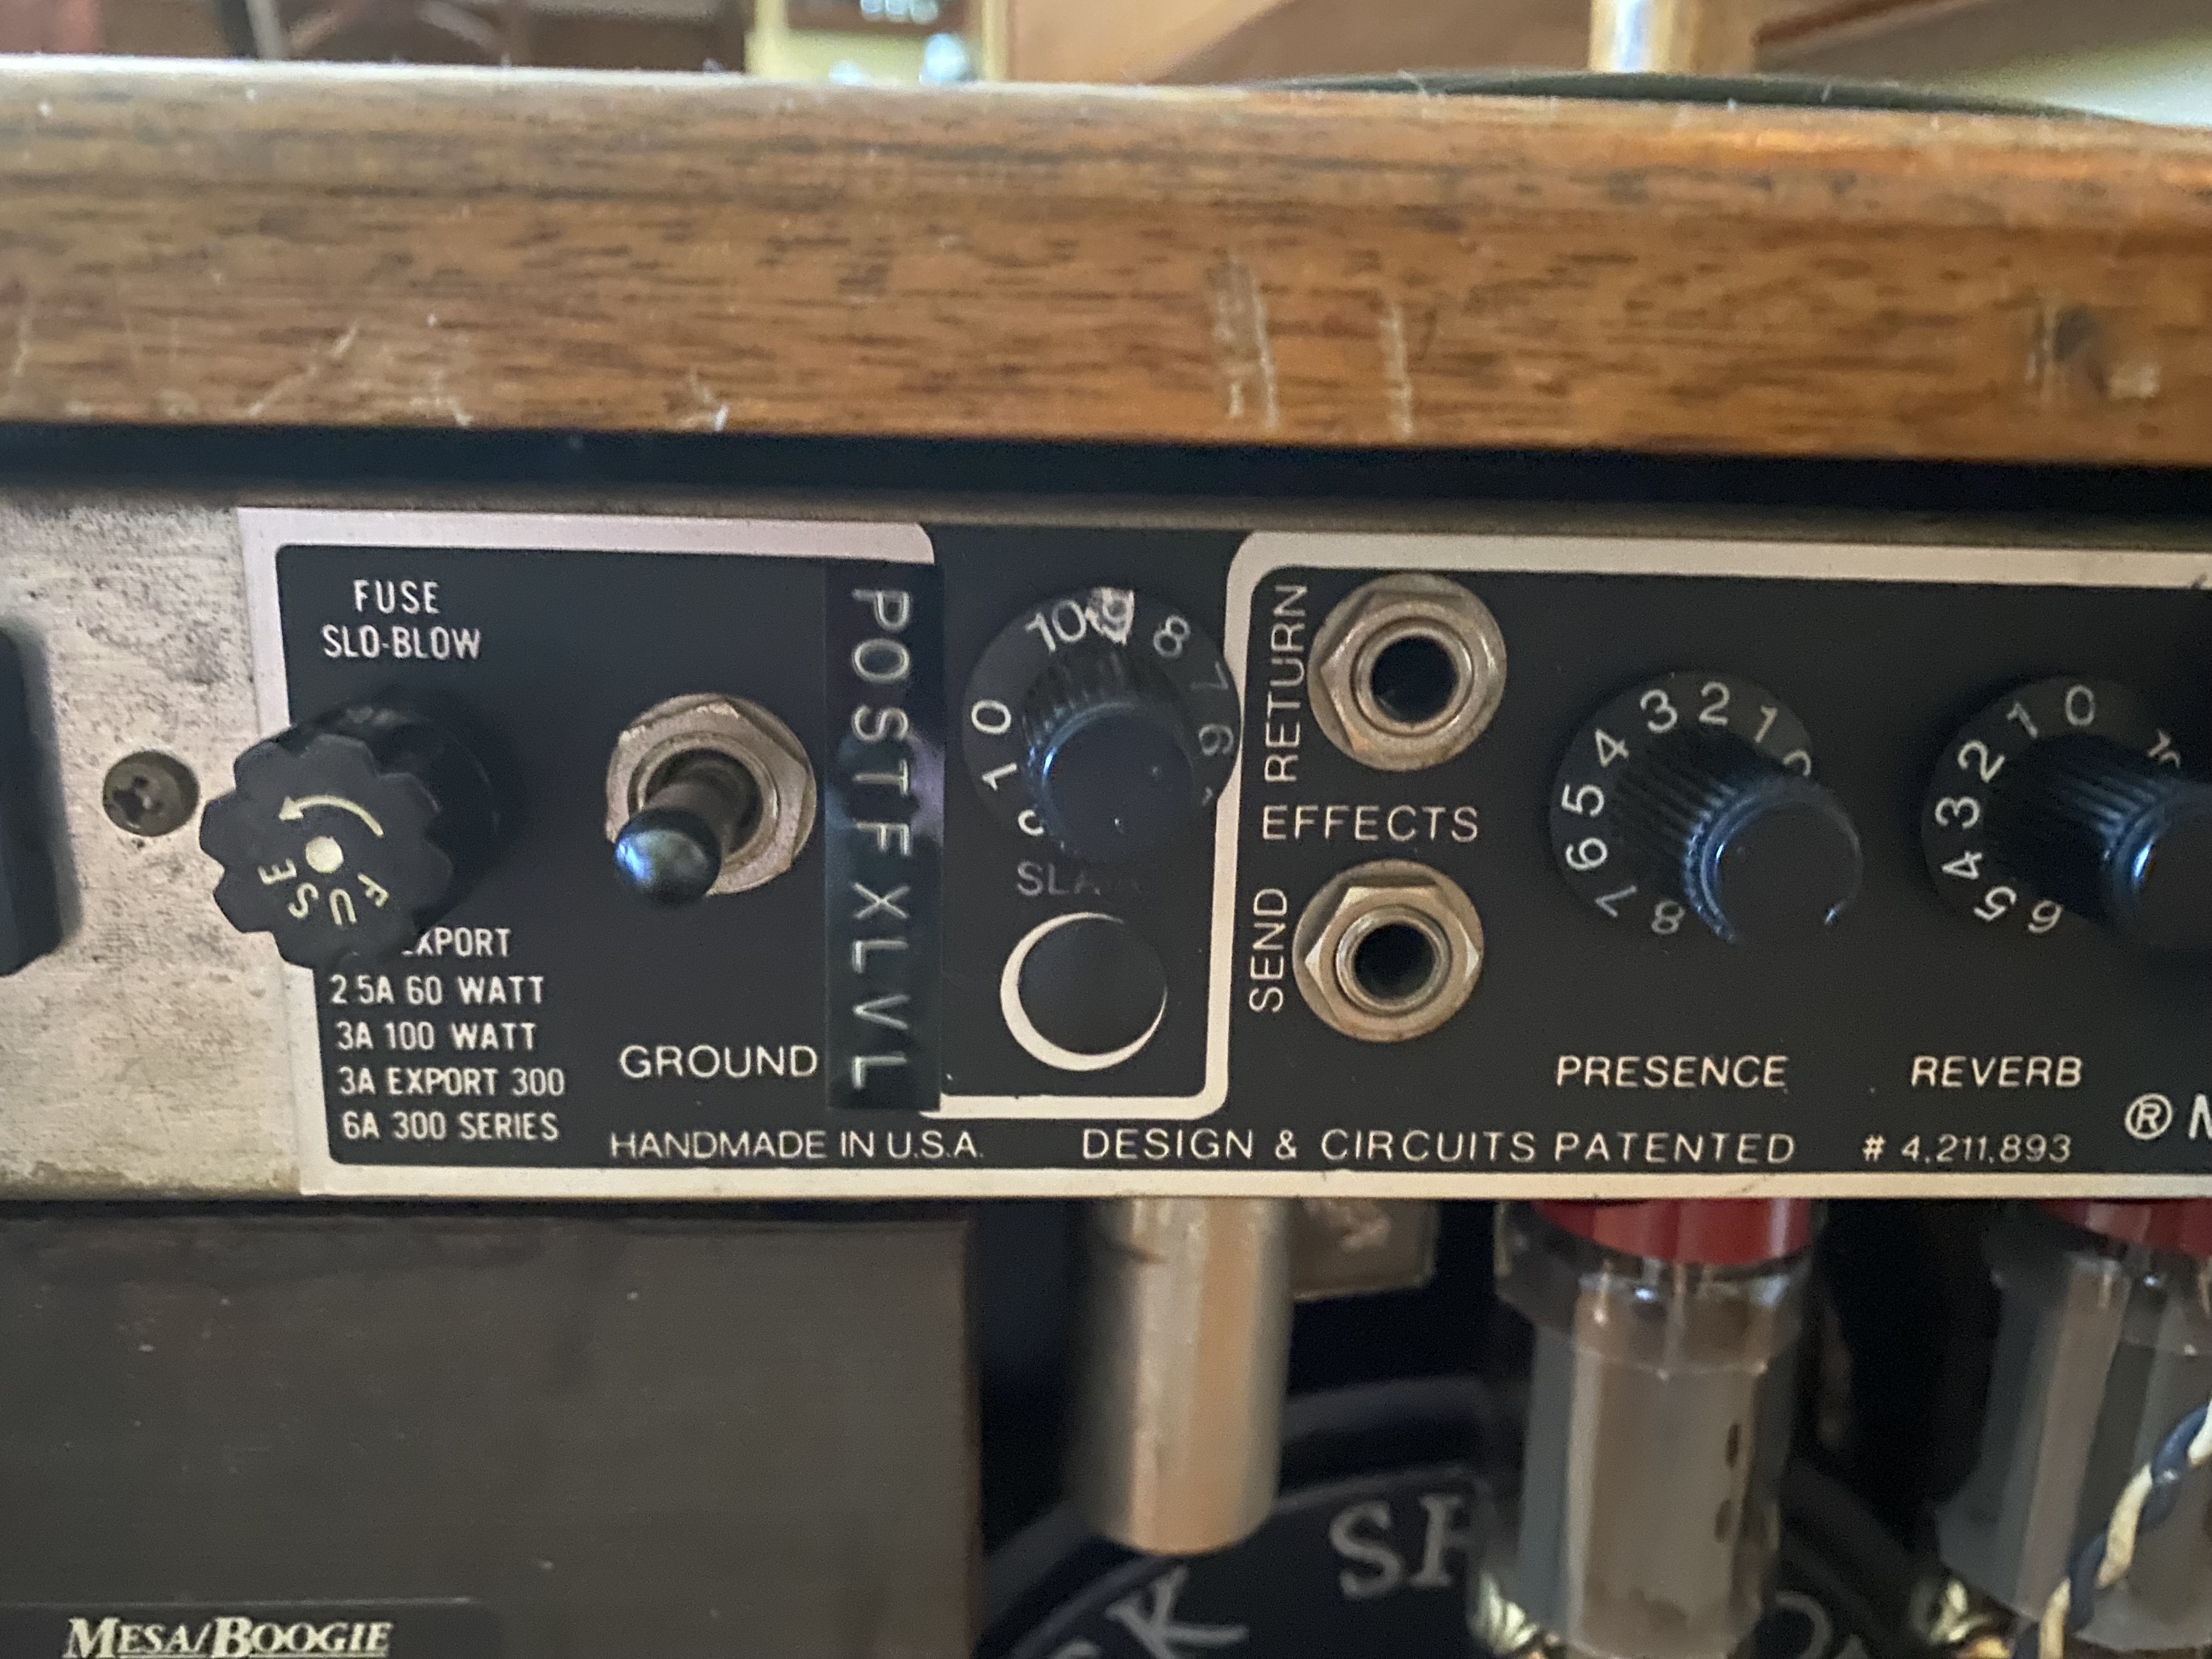 FUSE
SLO-BLOW
FUSE
EXPORT
2.5A 60 WATT
3A 100 WATT
3A EXPORT 300
6A 300 SERIES
GROUND
HANDMADE IN U.S.A.
POST FX LVL
10 9 8 7 6
0 1
RETURN
EFFECTS
SEND
8 7 6 5 4 3 2 1 0
PRESENCE
6 5 4 3 2 1 0 10
REVERB
DESIGN & CIRCUITS PATENTED # 4,211,893
®
MESA/BOOGIE